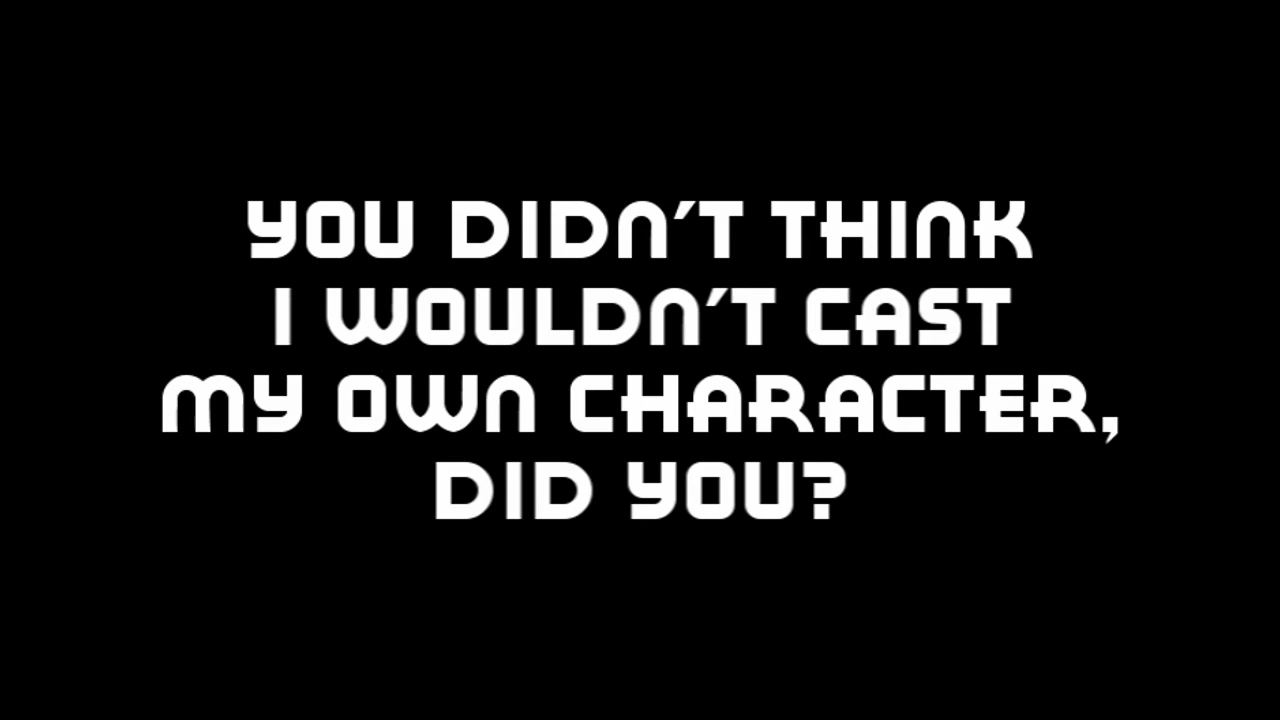 YOU DIDN'T THINK
I WOULDN'T CAST
MY OWN CHARACTER,
DID YOU?